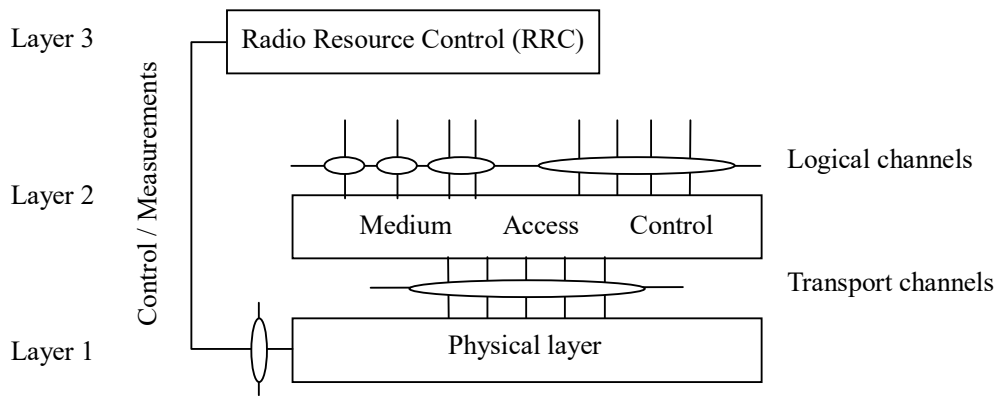 Layer 3
Radio Resource Control (RRC)
Control / Measurements
Logical channels
Layer 2
Medium Access Control
Transport channels
Physical layer
Layer 1